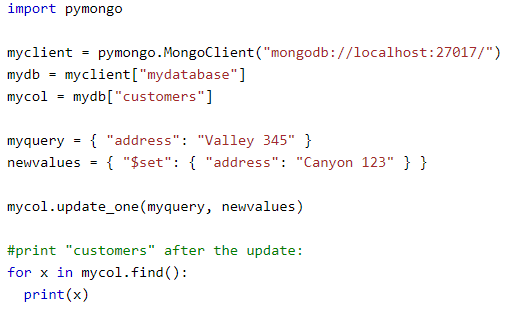 import pymongo
myclient = pymongo.MongoClient("mongodb://localhost:27017/")
mydb = myclient["mydatabase"]
mycol = mydb["customers"]
myquery = { "address": "Valley 345" }
newvalues = { "$set": { "address": "Canyon 123" } }
mycol.update_one(myquery, newvalues)
#print "customers" after the update:
for x in mycol.find():
  print(x)